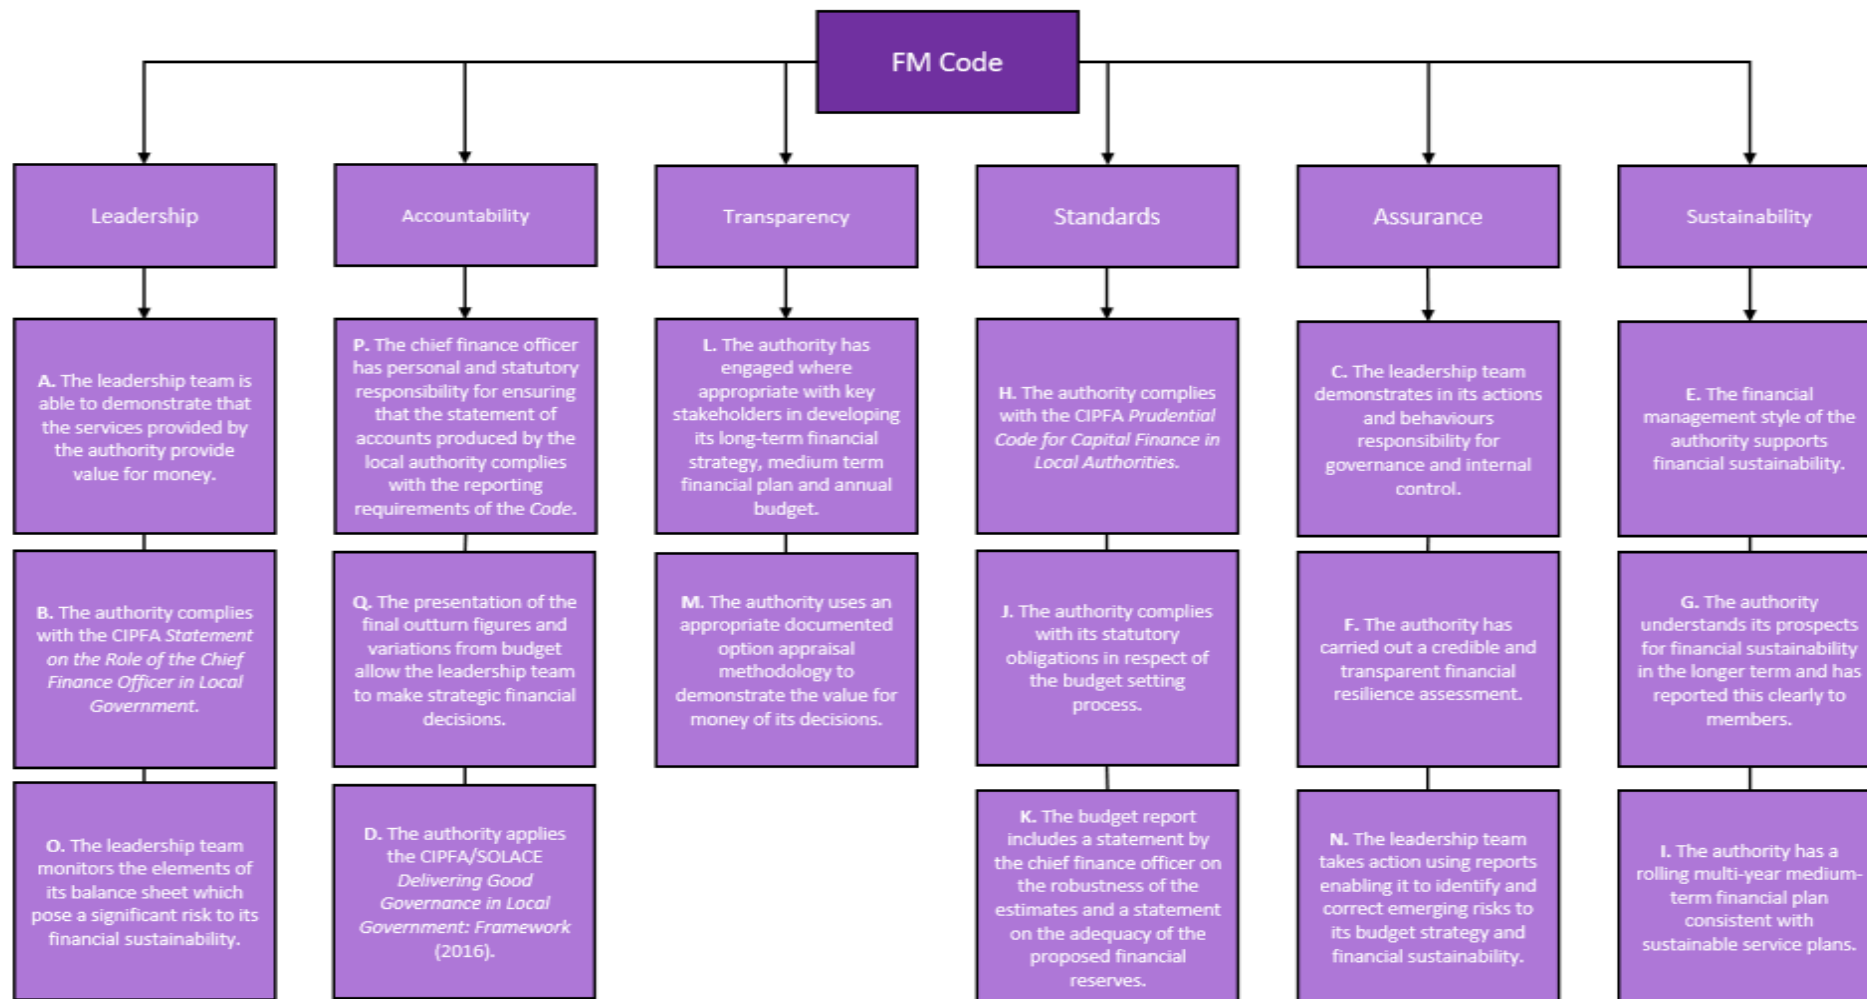 FM Code
Leadership
Accountability
Transparency
Standards
Assurance
Sustainability
A. The leadership team is
able to demonstrate that
the services provided by
the authority provide
value for money.
P. The chief finance officer
has personal and statutory
responsibility for ensuring
that the statement of
accounts produced by the
local authority complies
with the reporting
requirements of the Code.
L. The authority has
engaged where
appropriate with key
stakeholders in developing
its long-term financial
strategy, medium term
financial plan and annual
budget.
H. The authority complies
with the CIPFA Prudential
Code for Capital Finance in
Local Authorities.
C. The leadership team
demonstrates in its actions
and behaviours
responsibility for
governance and internal
control.
E. The financial
management style of the
authority supports
financial sustainability.
B. The authority complies
with the CIPFA Statement
on the Role of the Chief
Finance Officer in Local
Government.
Q. The presentation of the
final outturn figures and
variations from budget
allow the leadership team
to make strategic financial
decisions.
M. The authority uses an
appropriate documented
option appraisal
methodology to
demonstrate the value for
money of its decisions.
J. The authority complies
with its statutory
obligations in respect of
the budget setting
process.
F. The authority has
carried out a credible and
transparent financial
resilience assessment.
G. The authority
understands its prospects
for financial sustainability
in the longer term and has
reported this clearly to
members.
O. The leadership team
monitors the elements of
its balance sheet which
pose a significant risk to its
financial sustainability.
D. The authority applies
the CIPFA/SOLACE
Delivering Good
Governance in Local
Government: Framework
(2016).
K. The budget report
includes a statement by
the chief finance officer on
the robustness of the
estimates and a statement
on the adequacy of the
proposed financial
reserves.
N. The leadership team
takes action using reports
enabling it to identify and
correct emerging risks to
its budget strategy and
financial sustainability.
I. The authority has a
rolling multi-year medium-
term financial plan
consistent with
sustainable service plans.